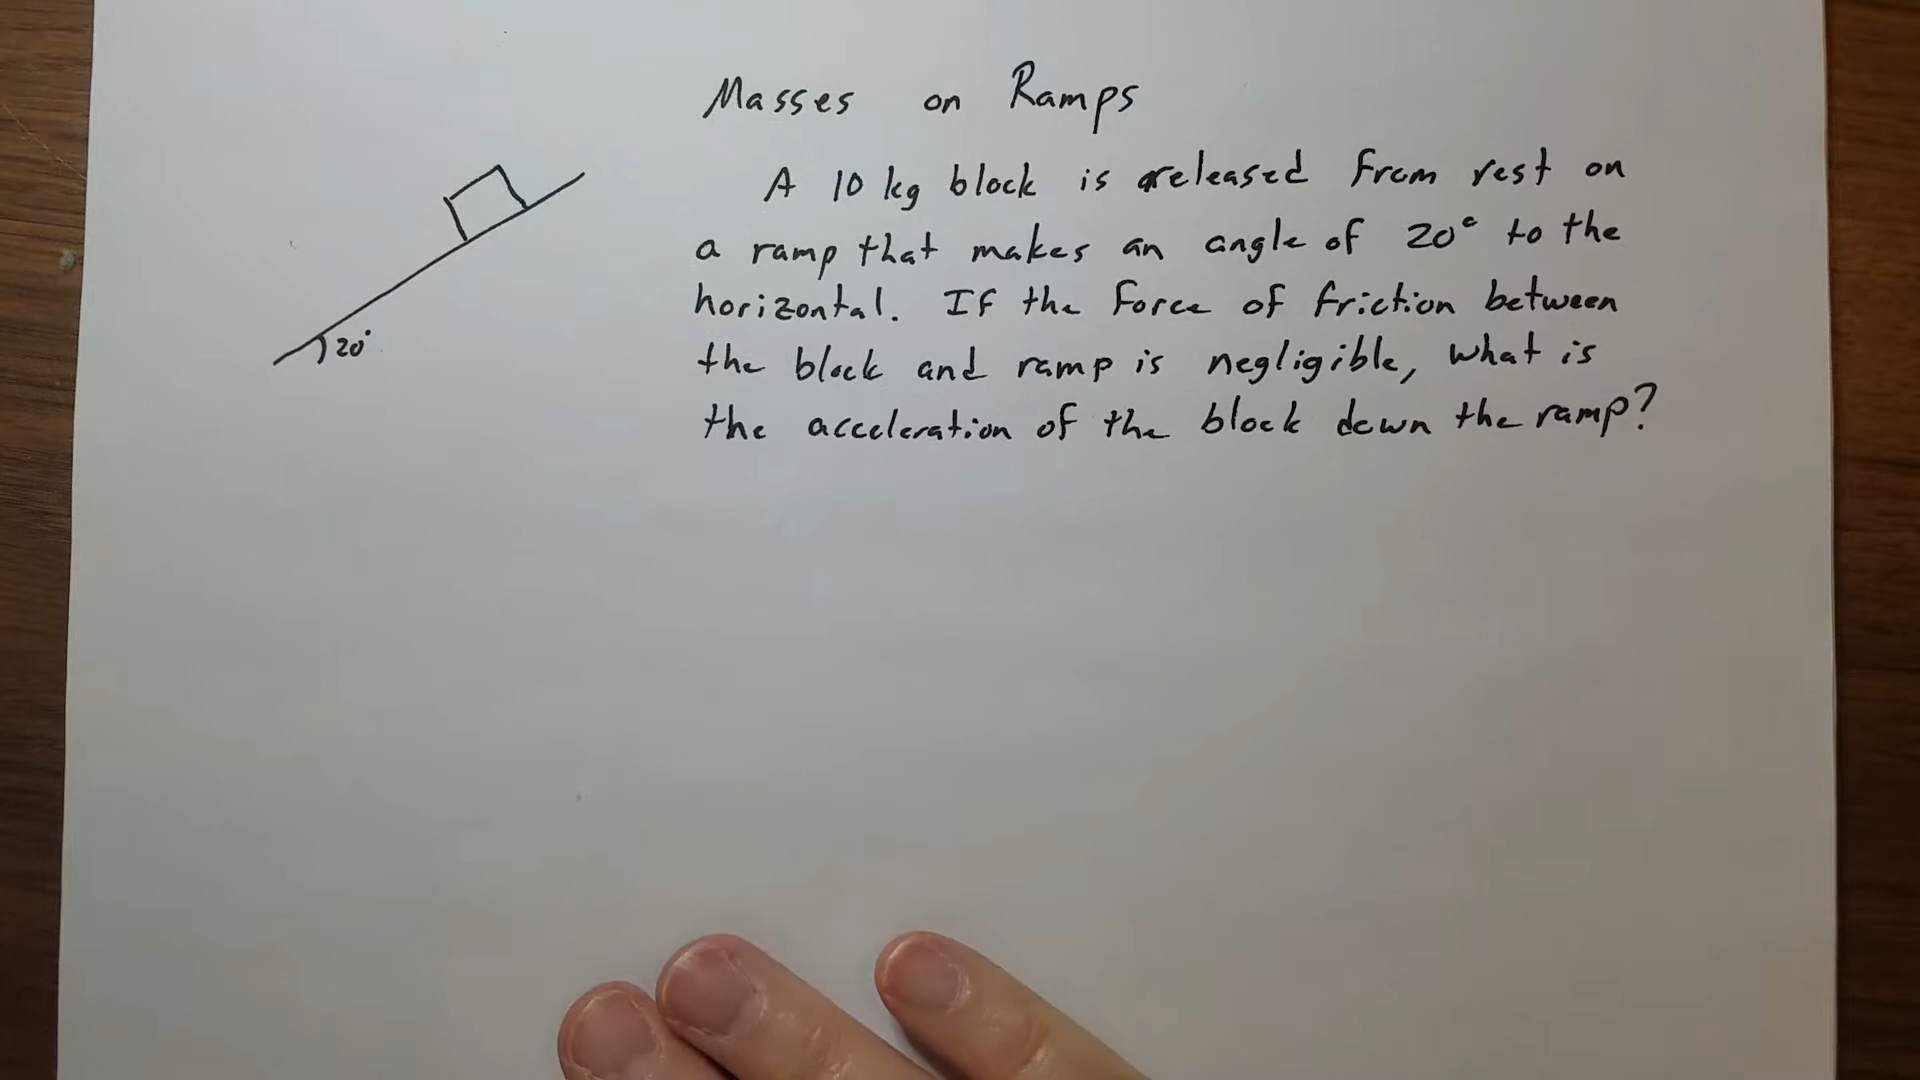 Masses on Ramps
A 10 kg block is released from rest on
a ramp that makes an angle of 20° to the
horizontal. If the force of friction between
the block and ramp is negligible, what is
the acceleration of the block down the ramp?
20°